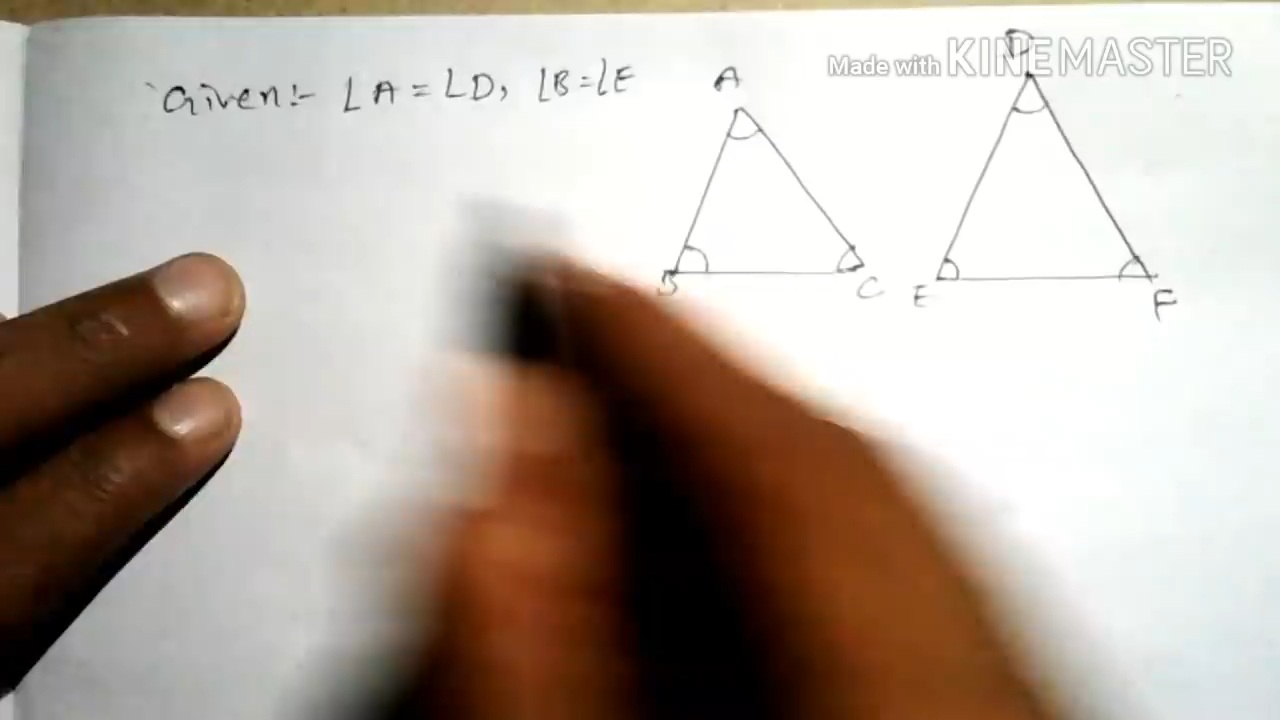 Made with KINEMASTER
Given:- ∠A = ∠D, ∠B = ∠E
A
D
B
C
E
F